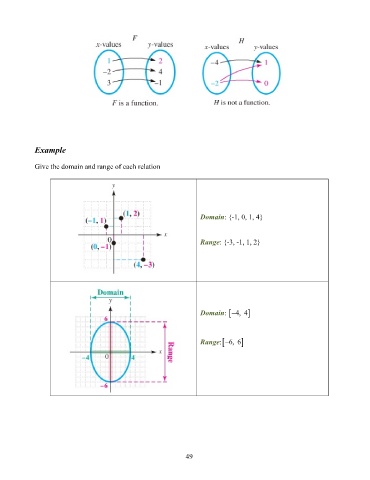 F
x-values y-values
1 2
−2 4
3 −1
F is a function.
H
x-values y-values
−4 1
−2 0
H is not a function.
Example
Give the domain and range of each relation
y
(1, 2)
(−1, 1)
x
0
(0, −1)
(4, −3)
Domain: {-1, 0, 1, 4}
Range: {-3, -1, 1, 2}
Domain
y
6
x
−4 0 4
Range
−6
Domain: [−4, 4]
Range: [−6, 6]
49